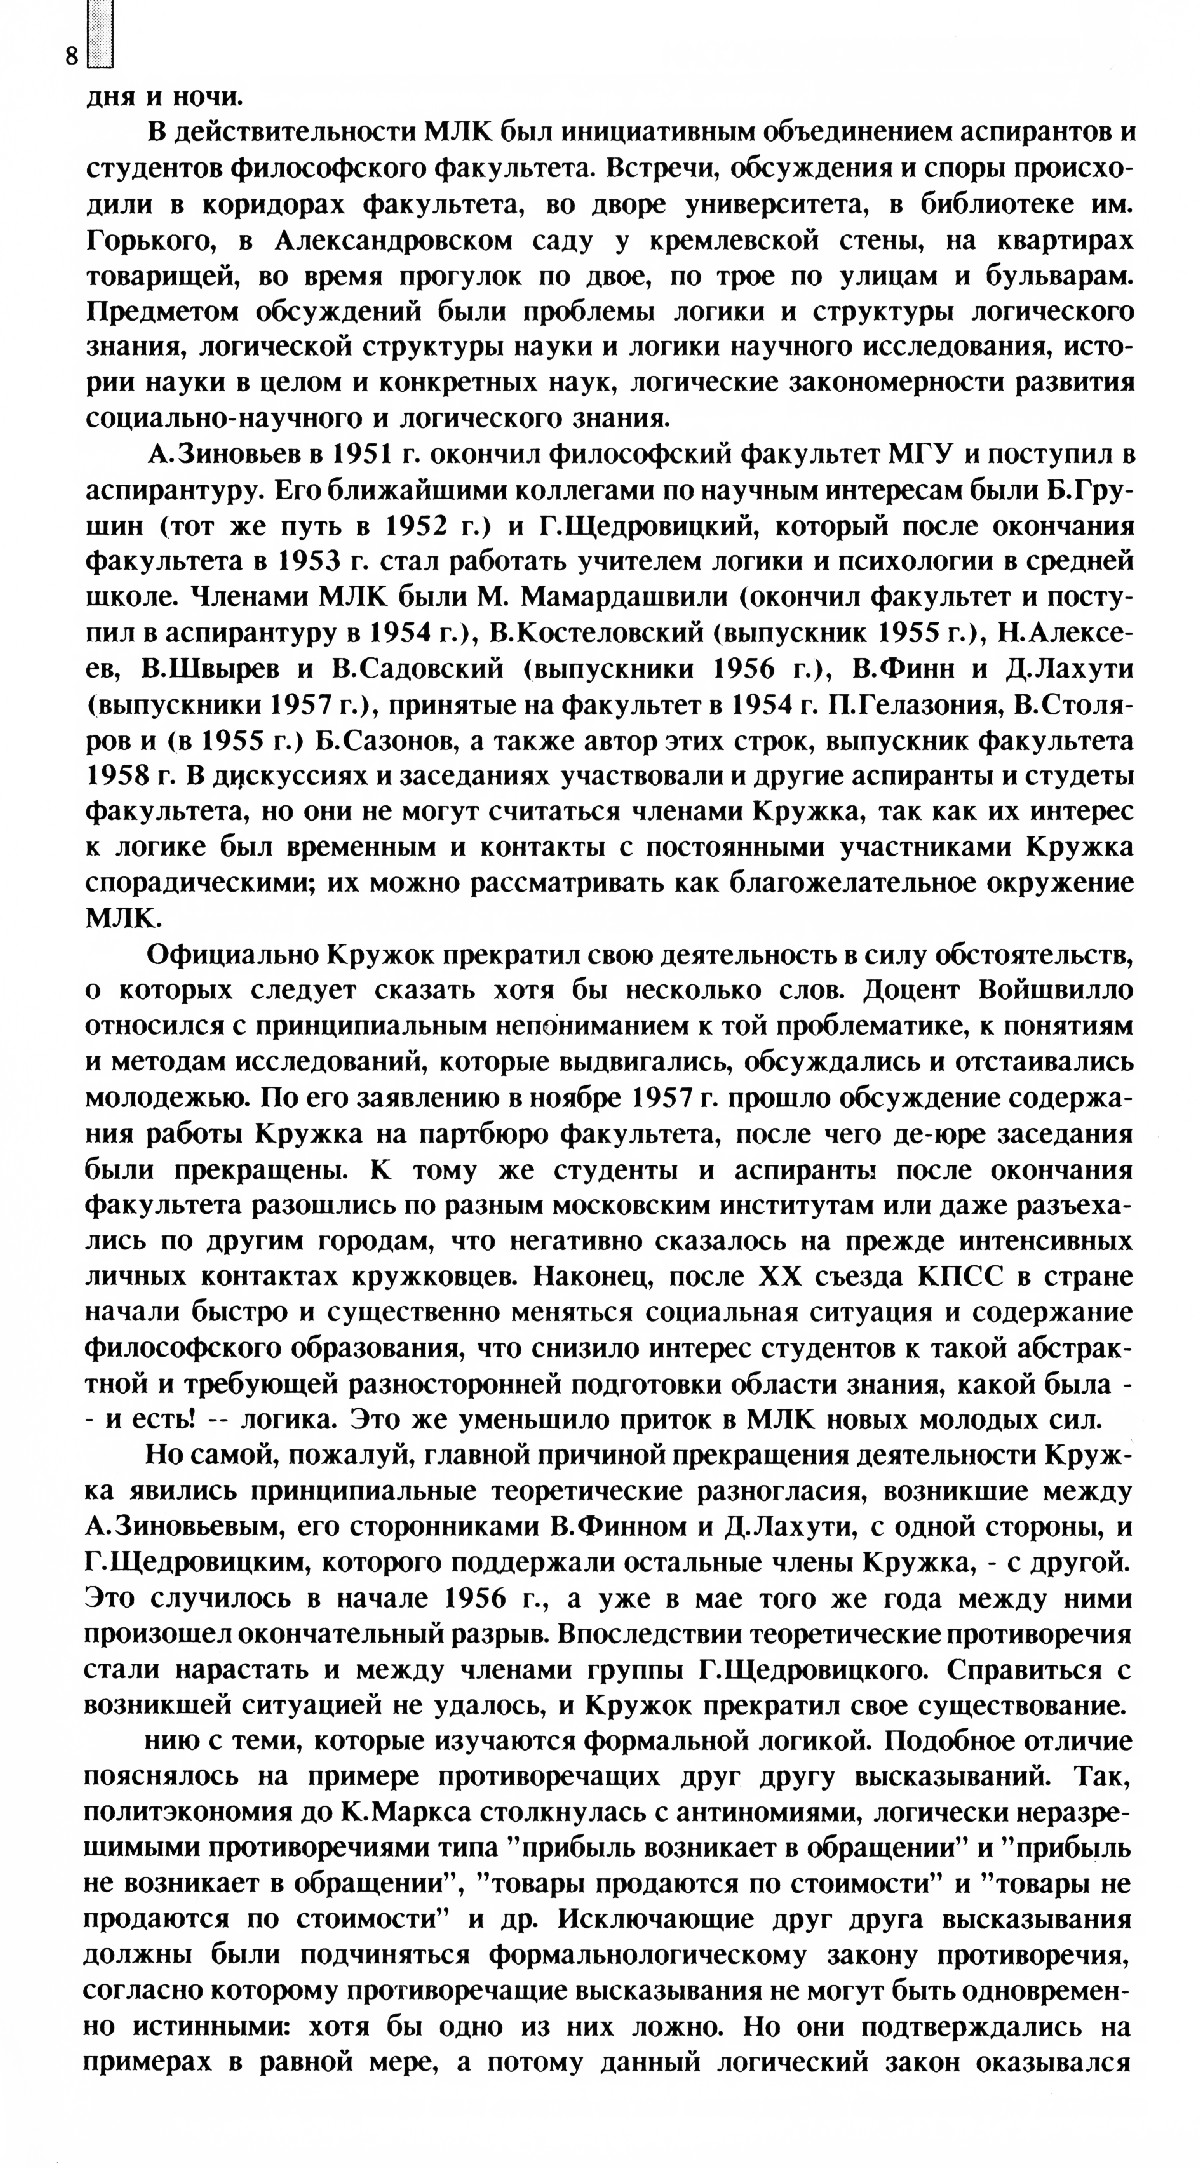 8
дня и ночи.
В действительности МЛК был инициативным объединением аспирантов и
студентов философского факультета. Встречи, обсуждения и споры происхо-
дили в коридорах факультета, во дворе университета, в библиотеке им.
Горького, в Александровском саду у кремлевской стены, на квартирах
товарищей, во время прогулок по двое, по трое по улицам и бульварам.
Предметом обсуждений были проблемы логики и структуры логического
знания, логической структуры науки и логики научного исследования, исто-
рии науки в целом и конкретных наук, логические закономерности развития
социально-научного и логического знания.
А.Зиновьев в 1951 г. окончил философский факультет МГУ и поступил в
аспирантуру. Его ближайшими коллегами по научным интересам были Б.Гру-
шин (тот же путь в 1952 г.) и Г.Щедровицкий, который после окончания
факультета в 1953 г. стал работать учителем логики и психологии в средней
школе. Членами МЛК были М. Мамардашвили (окончил факультет и посту-
пил в аспирантуру в 1954 г.), В.Костеловский (выпускник 1955 г.), Н.Алексе-
ев, В.Швырев и В.Садовский (выпускники 1956 г.), В.Финн и Д.Лахути
(выпускники 1957 г.), принятые на факультет в 1954 г. П.Гелазония, В.Столя-
ров и (в 1955 г.) Б.Сазонов, а также автор этих строк, выпускник факультета
1958 г. В дискуссиях и заседаниях участвовали и другие аспиранты и студеты
факультета, но они не могут считаться членами Кружка, так как их интерес
к логике был временным и контакты с постоянными участниками Кружка
спорадическими; их можно рассматривать как благожелательное окружение
МЛК.
Официально Кружок прекратил свою деятельность в силу обстоятельств,
о которых следует сказать хотя бы несколько слов. Доцент Войшвилло
относился с принципиальным непониманием к той проблематике, к понятиям
и методам исследований, которые выдвигались, обсуждались и отстаивались
молодежью. По его заявлению в ноябре 1957 г. прошло обсуждение содержа-
ния работы Кружка на партбюро факультета, после чего де-юре заседания
были прекращены. К тому же студенты и аспиранты после окончания
факультета разошлись по разным московским институтам или даже разъеха-
лись по другим городам, что негативно сказалось на прежде интенсивных
личных контактах кружковцев. Наконец, после XX съезда КПСС в стране
начали быстро и существенно меняться социальная ситуация и содержание
философского образования, что снизило интерес студентов к такой абстрак-
тной и требующей разносторонней подготовки области знания, какой была -
- и есть! -- логика. Это же уменьшило приток в МЛК новых молодых сил.
Но самой, пожалуй, главной причиной прекращения деятельности Круж-
ка явились принципиальные теоретические разногласия, возникшие между
А.Зиновьевым, его сторонниками В.Финном и Д.Лахути, с одной стороны, и
Г.Щедровицким, которого поддержали остальные члены Кружка, - с другой.
Это случилось в начале 1956 г., а уже в мае того же года между ними
произошел окончательный разрыв. Впоследствии теоретические противоречия
стали нарастать и между членами группы Г.Щедровицкого. Справиться с
возникшей ситуацией не удалось, и Кружок прекратил свое существование.
нию с теми, которые изучаются формальной логикой. Подобное отличие
пояснялось на примере противоречащих друг другу высказываний. Так,
политэкономия до К.Маркса столкнулась с антиномиями, логически неразре-
шимыми противоречиями типа ”прибыль возникает в обращении” и ”прибыль
не возникает в обращении”, ”товары продаются по стоимости” и ”товары не
продаются по стоимости” и др. Исключающие друг друга высказывания
должны были подчиняться формальнологическому закону противоречия,
согласно которому противоречащие высказывания не могут быть одновремен-
но истинными: хотя бы одно из них ложно. Но они подтверждались на
примерах в равной мере, а потому данный логический закон оказывался